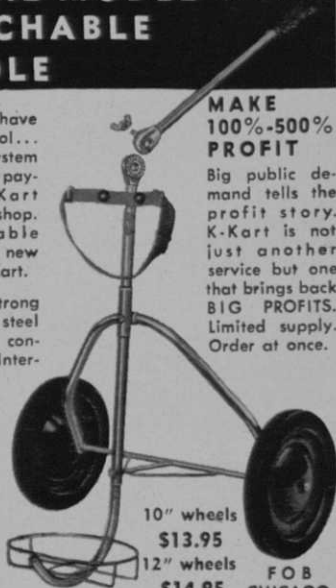 CHABLE
LE
have
ol...
stem
pay-
Kart
shop.
able
new
art.
trong
steel
con-
inter-
MAKE
100%-500%
PROFIT
Big public de-
mand tells the
profit story.
K-Kart is not
just another
service but one
that brings back
BIG PROFITS.
Limited supply.
Order at once.
10" wheels
$13.95
12" wheels
$14.95
FOB